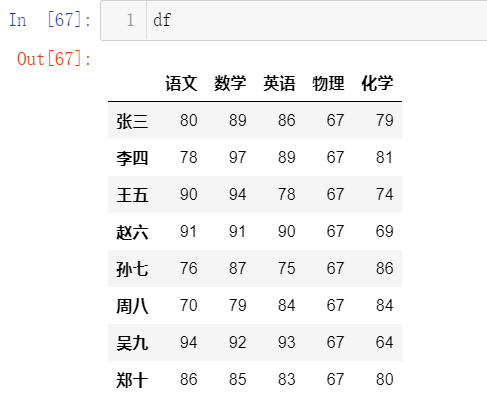 In [67]: 1 df
Out[67]:
语文 数学 英语 物理 化学
张三 80 89 86 67 79
李四 78 97 89 67 81
王五 90 94 78 67 74
赵六 91 91 90 67 69
孙七 76 87 75 67 86
周八 70 79 84 67 84
吴九 94 92 93 67 64
郑十 86 85 83 67 80